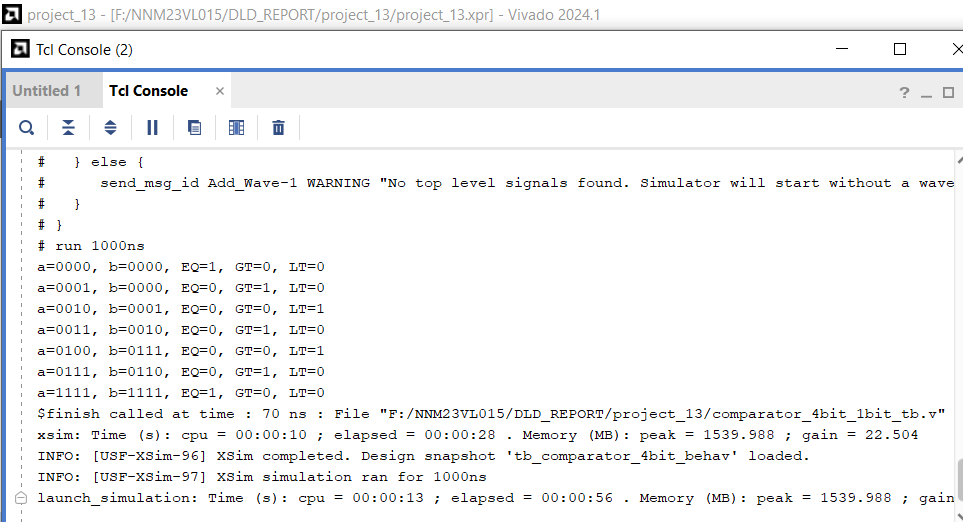 project_13 - [F:/NNM23VL015/DLD_REPORT/project_13/project_13.xpr] - Vivado 2024.1
Tcl Console (2)
Untitled 1 Tcl Console × ? _
# } else {
# send_msg_id Add_Wave-1 WARNING "No top level signals found. Simulator will start without a wave
# }
# }
# run 1000ns
a=0000, b=0000, EQ=1, GT=0, LT=0
a=0001, b=0000, EQ=0, GT=1, LT=0
a=0010, b=0001, EQ=0, GT=0, LT=1
a=0011, b=0010, EQ=0, GT=1, LT=0
a=0100, b=0111, EQ=0, GT=0, LT=1
a=0111, b=0110, EQ=0, GT=1, LT=0
a=1111, b=1111, EQ=1, GT=0, LT=0
$finish called at time : 70 ns : File "F:/NNM23VL015/DLD_REPORT/project_13/comparator_4bit_1bit_tb.v"
xsim: Time (s): cpu = 00:00:10 ; elapsed = 00:00:28 . Memory (MB): peak = 1539.988 ; gain = 22.504
INFO: [USF-XSim-96] XSim completed. Design snapshot 'tb_comparator_4bit_behav' loaded.
INFO: [USF-XSim-97] XSim simulation ran for 1000ns
launch_simulation: Time (s): cpu = 00:00:13 ; elapsed = 00:00:56 . Memory (MB): peak = 1539.988 ; gain